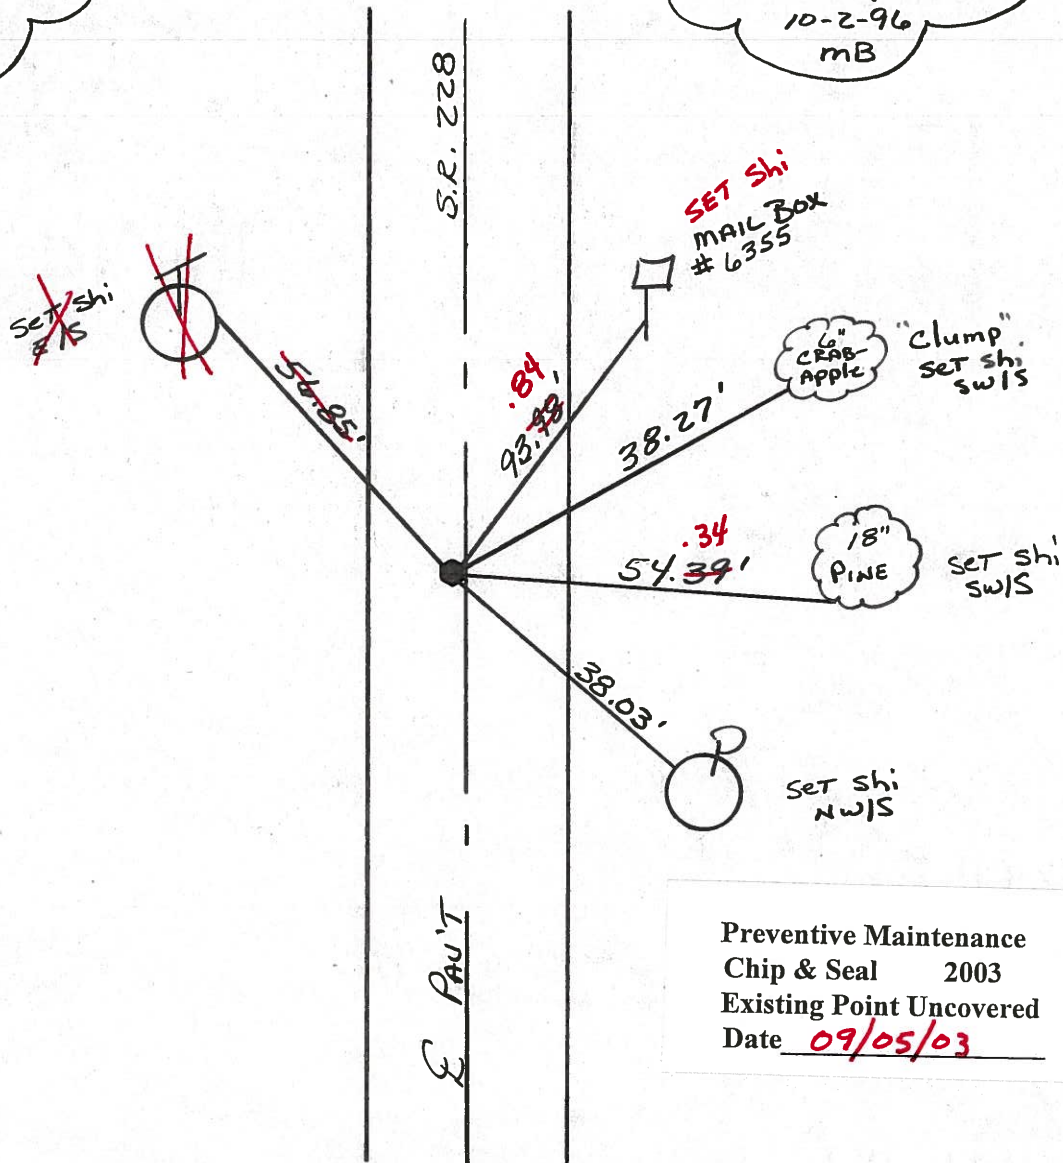 10-2-96
mB
S.R. 228
SET Shi
MAIL BOX
# 6355
SET Shi
E/S
54.85'
.84
93.98'
38.27'
6"
CRAB-
APPLE
"Clump"
SET Shi
SW/S
.34
54.39'
18"
PINE
SET Shi
SW/S
38.03'
SET Shi
NW/S
PAV'T
Preventive Maintenance
Chip & Seal 2003
Existing Point Uncovered
Date 09/05/03